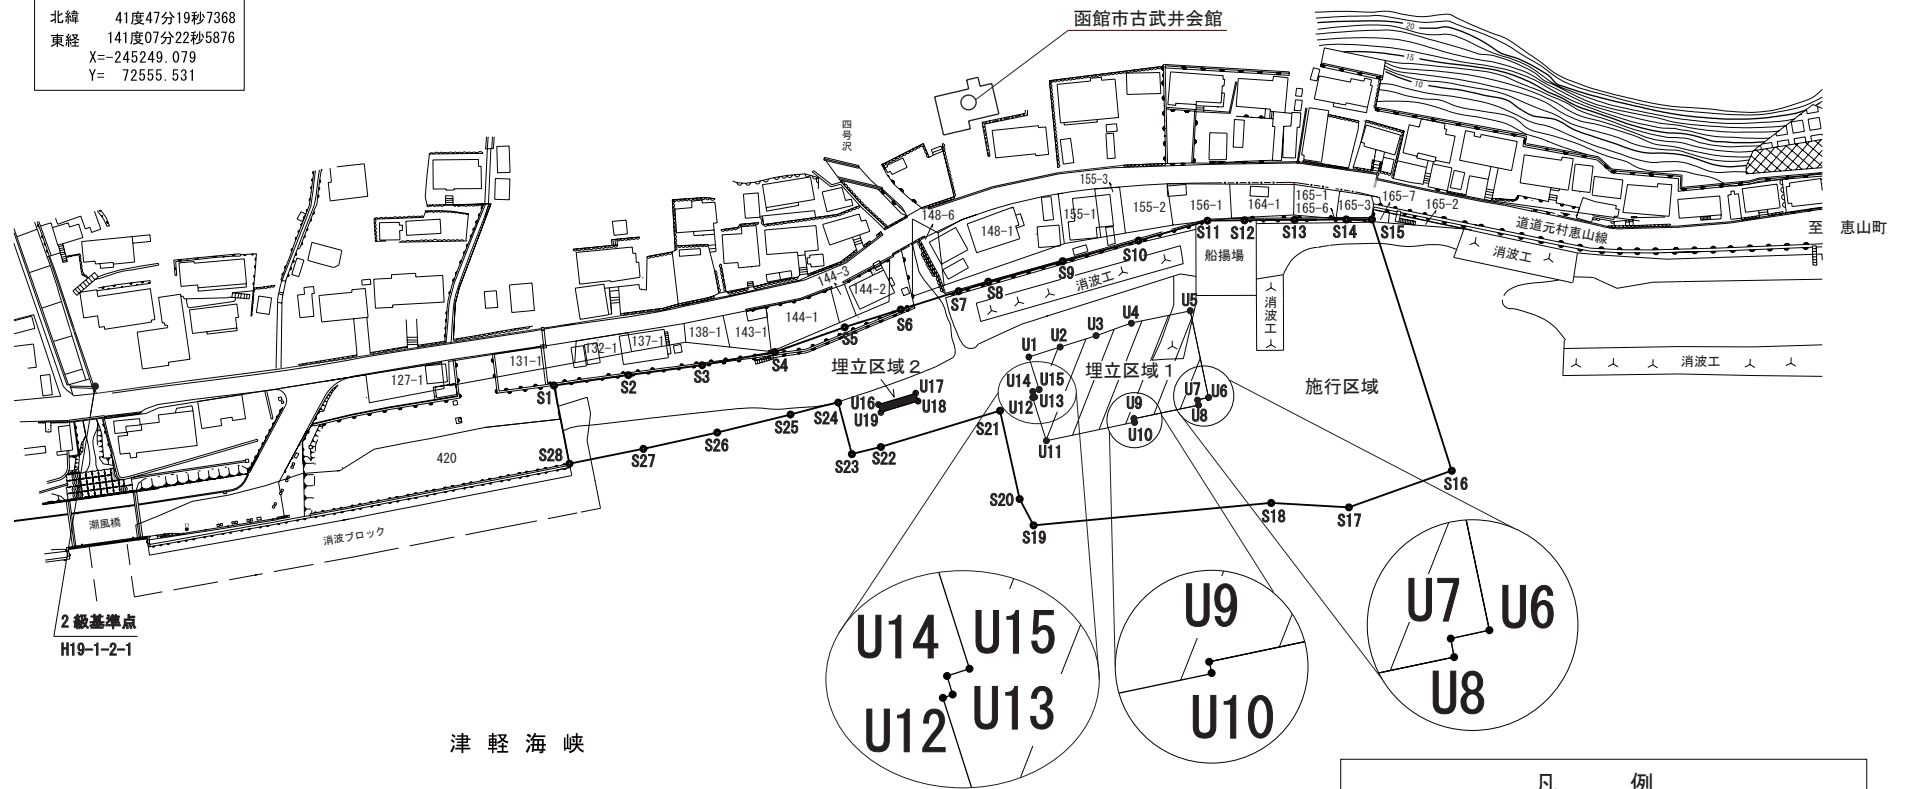 北緯 41度47分19秒7368
東経 141度07分22秒5876
X=-245249.079
Y= 72555.531
函館市古武井会館
四号沢
20
15
10
155-3
148-6
148-1
155-1
155-2
156-1
164-1
165-1
165-6
165-3
165-7
165-2
道道元村恵山線
至 恵山町
S11
S12
S13
S14
S15
船揚場
消波工
消波工
消波工
消波工
S10
S9
S8
S7
S6
S5
S4
S3
S2
S1
144-3
144-2
144-1
143-1
138-1
137-1
132-1
131-1
127-1
U1
U2
U3
U4
U5
埋立区域2
埋立区域1
施行区域
U14
U15
U12
U13
U11
U9
U10
U7
U6
U8
U16
U17
U18
U19
S24
S25
S26
S27
S28
S23
S22
S21
S20
S19
S18
S17
S16
420
潮風橋
消波ブロック
2級基準点
H19-1-2-1
U14
U15
U12
U13
U9
U10
U7
U6
U8
津軽海峡
凡 例